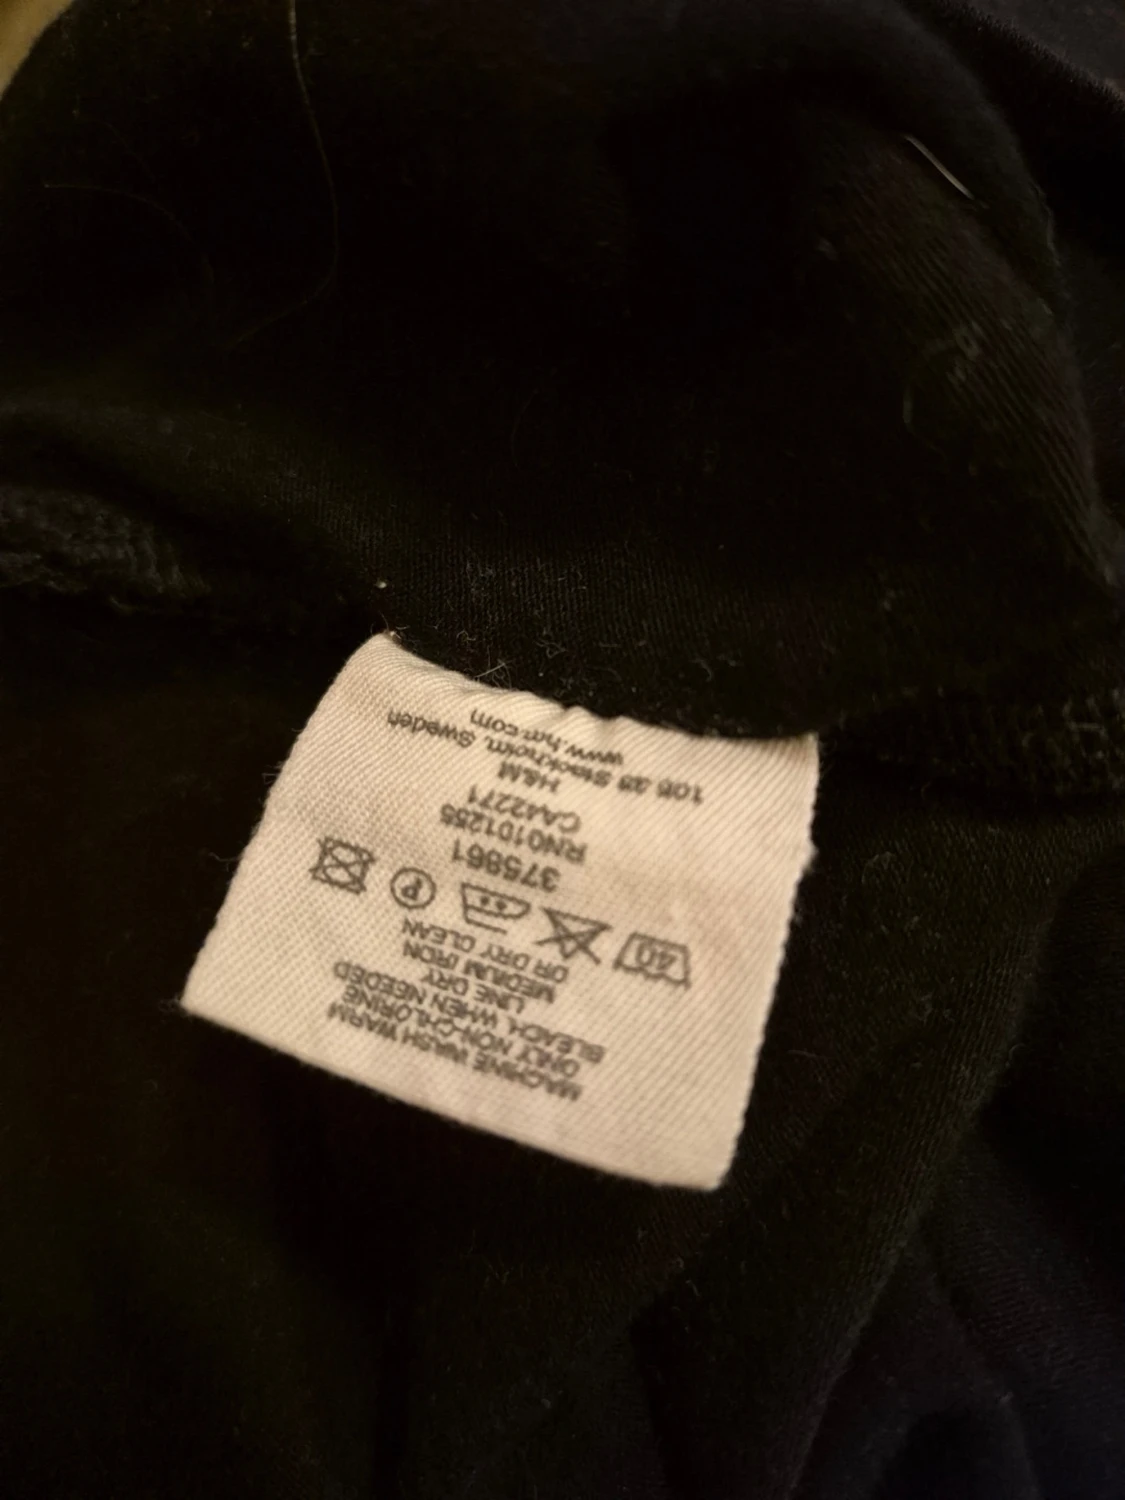 MACHINE WASH WARM
ONLY NON-CHLORINE
BLEACH, WHEN NEEDED
LINE DRY
MEDIUM IRON
OR DRY CLEAN
40 P
375861
RN0101255
CA42271
H&M
106 38 Stockholm, Sweden
www.hm.com